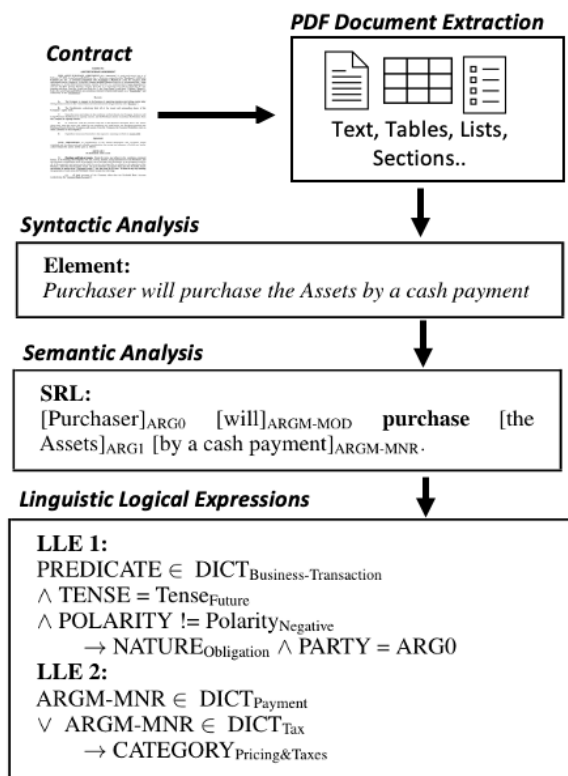 PDF Document Extraction
Contract
Text, Tables, Lists,
Sections..
Syntactic Analysis
Element:
Purchaser will purchase the Assets by a cash payment
Semantic Analysis
SRL:
[Purchaser]ARG0 [will]ARGM-MOD purchase [the
Assets]ARG1 [by a cash payment]ARGM-MNR.
Linguistic Logical Expressions
LLE 1:
PREDICATE ∈ DICTBusiness-Transaction
∧ TENSE = TenseFuture
∧ POLARITY != PolarityNegative
→ NATUREObligation ∧ PARTY = ARG0
LLE 2:
ARGM-MNR ∈ DICTPayment
∨ ARGM-MNR ∈ DICTTax
→ CATEGORYPricing&Taxes